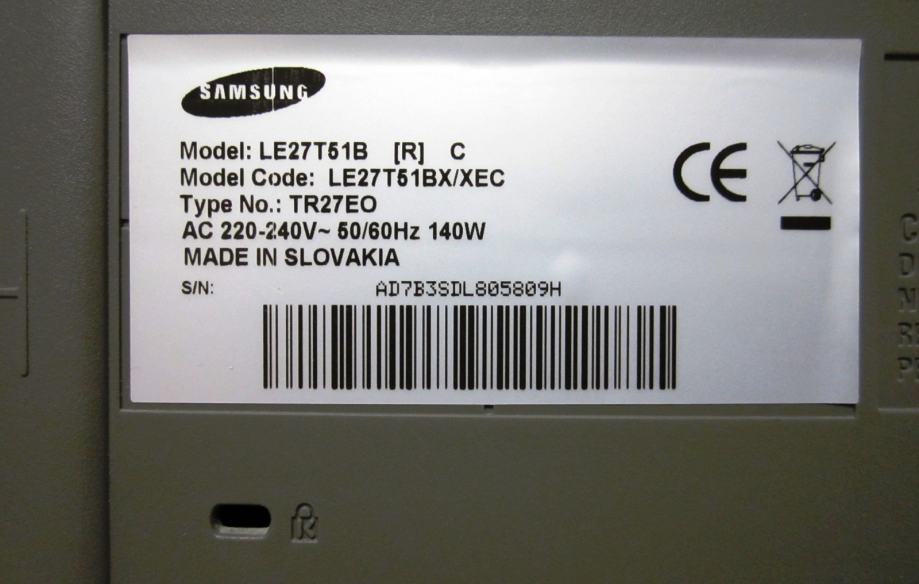 SAMSUNG
Model: LE27T51B [R] C
Model Code: LE27T51BX/XEC
Type No.: TR27EO
AC 220-240V~ 50/60Hz 140W
MADE IN SLOVAKIA
S/N: AD7B3SDL805809H
CE